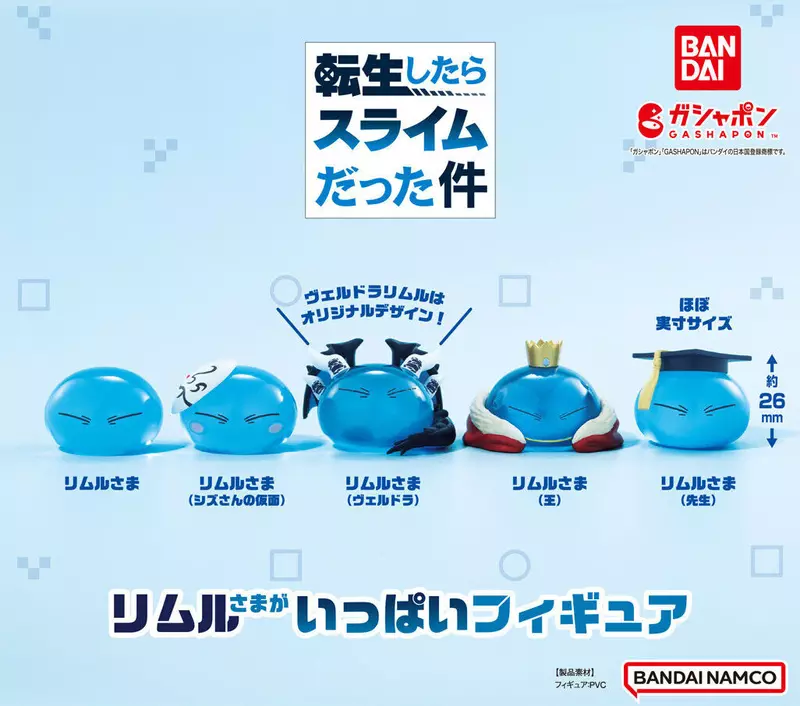 転生したら
スライム
だった件
BAN
DAI
ガシャポン
GASHAPON™
「ガシャポン」「GASHAPON」はバンダイの日本国登録商標です。
ヴェルドラリムルは
オリジナルデザイン！
ほぼ
実寸サイズ
約
26
mm
リムルさま
リムルさま
(シズさんの仮面)
リムルさま
(ヴェルドラ)
リムルさま
(王)
リムルさま
(先生)
リムルさまがいっぱいフィギュア
【製品素材】
フィギュア:PVC
BANDAI NAMCO